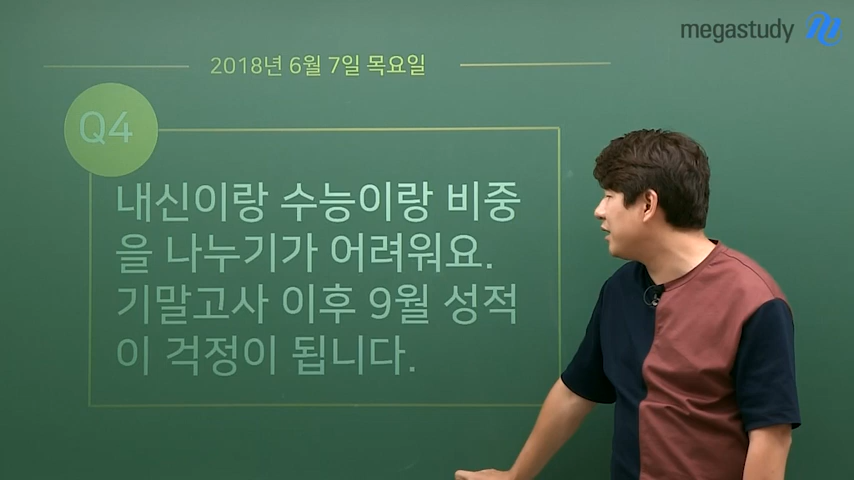 megastudy
2018년 6월 7일 목요일
Q4
내신이랑 수능이랑 비중
을 나누기가 어려워요.
기말고사 이후 9월 성적
이 걱정이 됩니다.